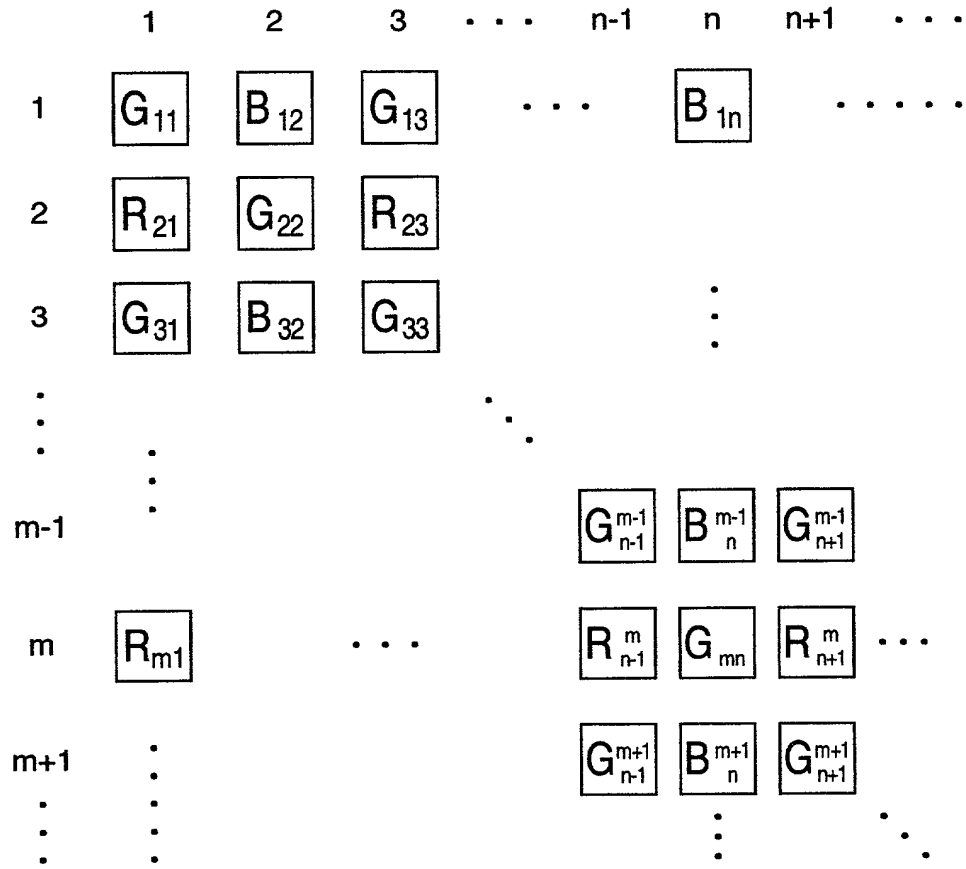 1 2 3 · · · n-1 n n+1 · · ·
1 G11 B12 G13 · · · B1n · · · · ·
2 R21 G22 R23
3 G31 B32 G33
m-1 G m-1 n-1 B m-1 n G m-1 n+1
m Rm1 · · · R m n-1 G mn R m n+1 · · ·
m+1 G m+1 n-1 B m+1 n G m+1 n+1